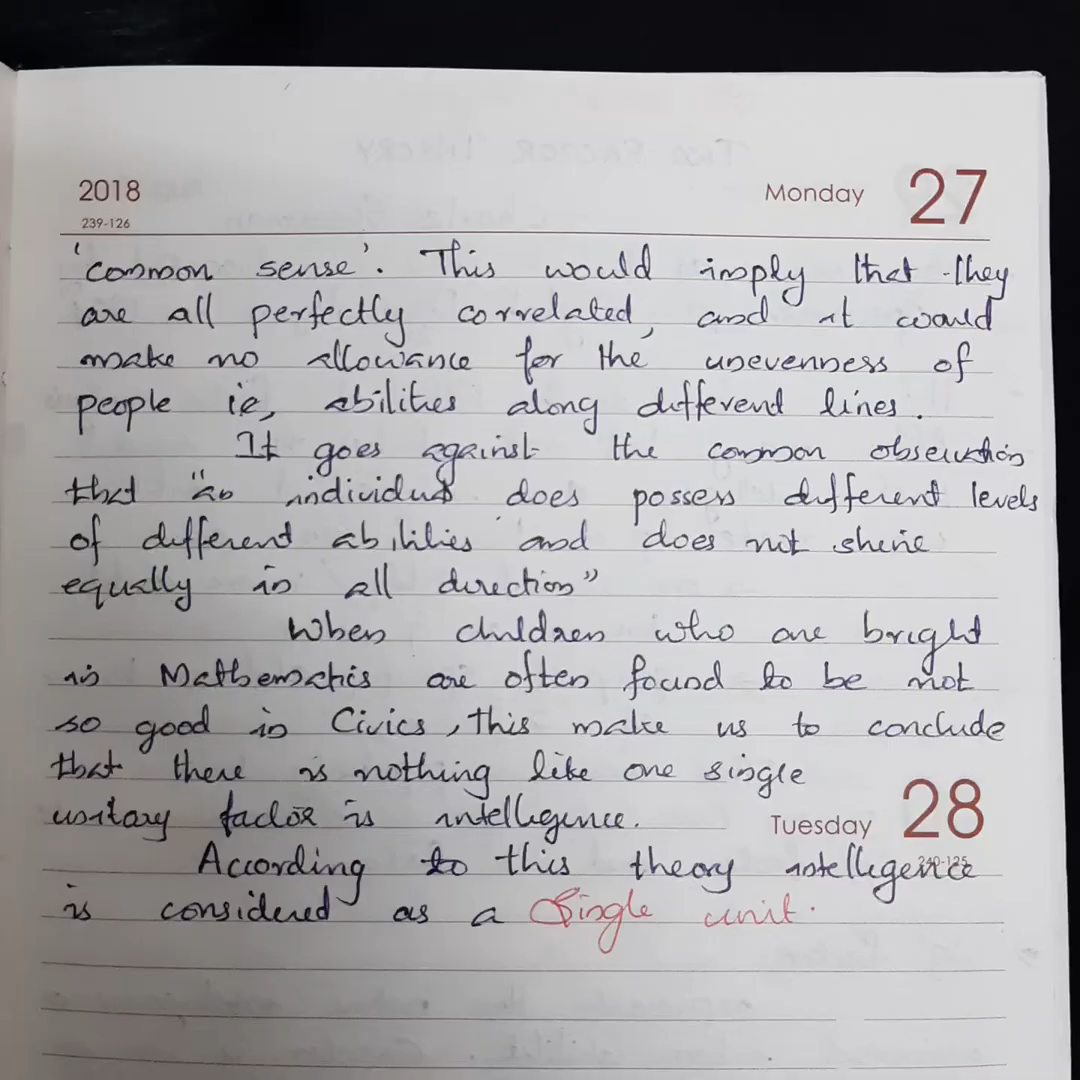 2018
Monday 27
239-126
'common sense'. This would imply that they
are all perfectly correlated, and it would
make no allowance for the unevenness of
people ie, abilities along different lines.
It goes against the common observation
that "an individual does possess different levels
of different abilities and does not shine
equally in all direction"
When children who are bright
in Mathematics are often found to be not
so good in Civics, this make us to conclude
that there is nothing like one single
unitary factor is intelligence.
Tuesday 28
240-125
According to this theory intelligence
is considered as a Single unit.